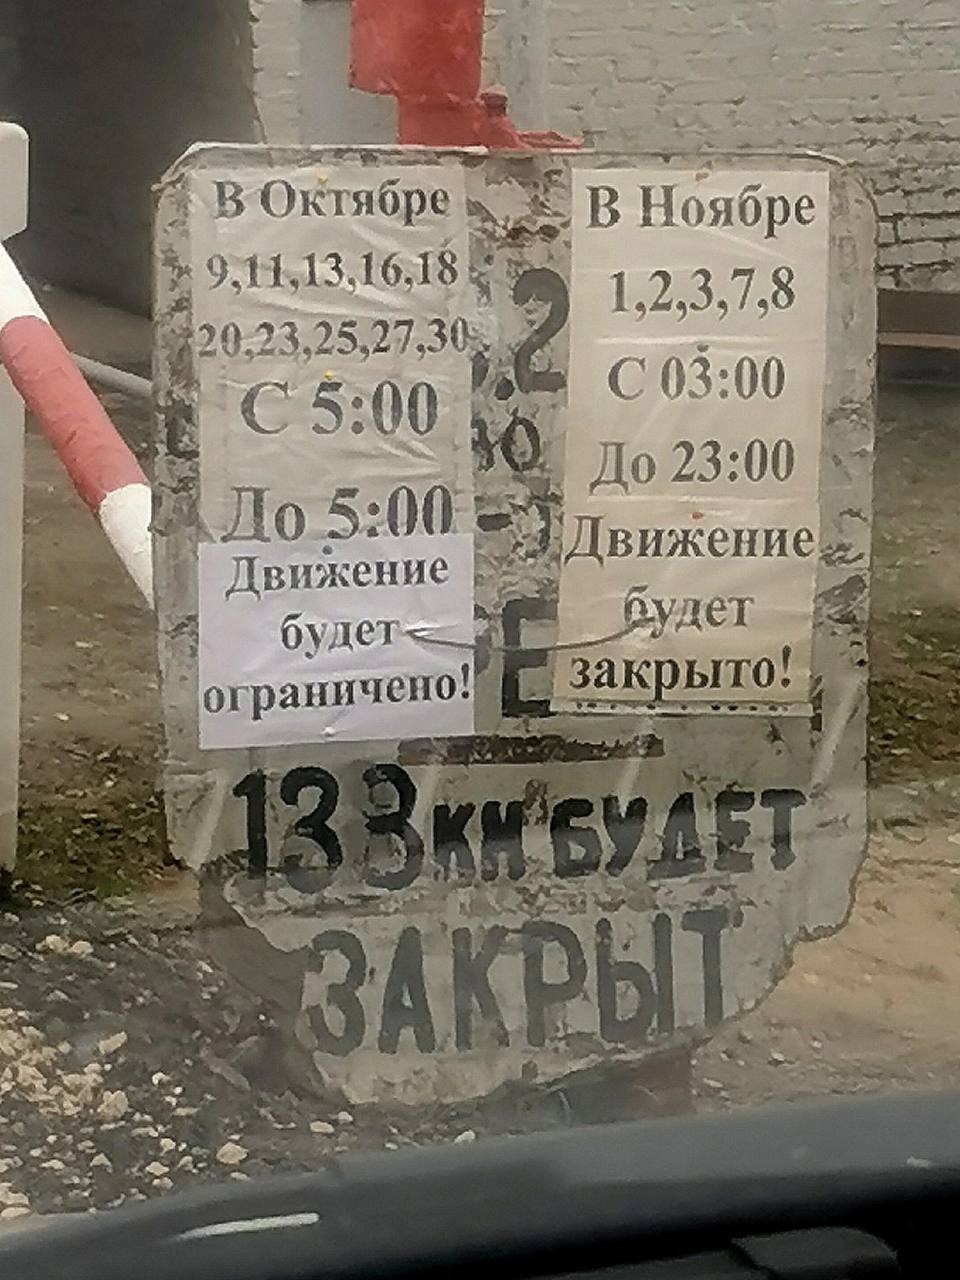 В Октябре
9,11,13,16,18
20,23,25,27,30
С 5:00
До 5:00
Движение
будет
ограничено!
В Ноябре
1,2,3,7,8
С 03:00
До 23:00
Движение
будет
закрыто!
133 КМ БУДЕТ
ЗАКРЫТ